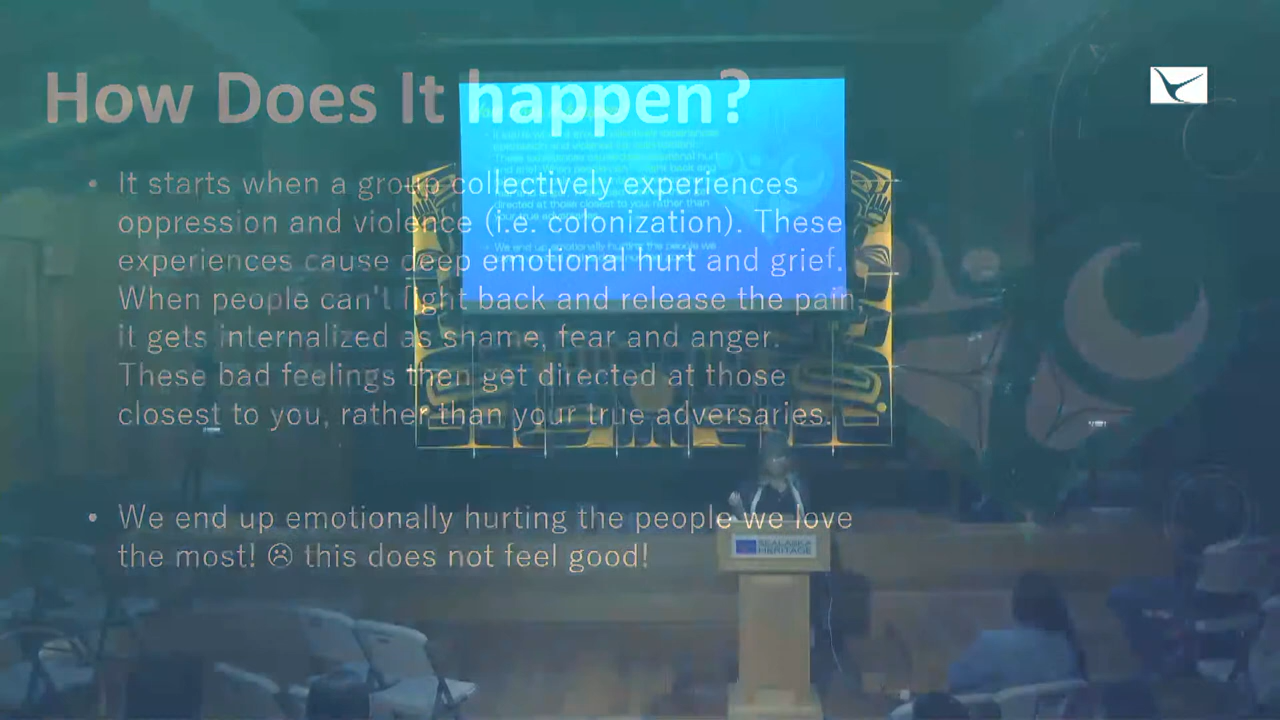 How Does It happen?
• It starts when a group collectively experiences
oppression and violence (i.e. colonization). These
experiences cause deep emotional hurt and grief.
When people can't fight back and release the pain
it gets internalized as shame, fear and anger.
These bad feelings then get directed at those
closest to you, rather than your true adversaries.
• We end up emotionally hurting the people we love
the most! ☹ this does not feel good!
SEALASKA
HERITAGE